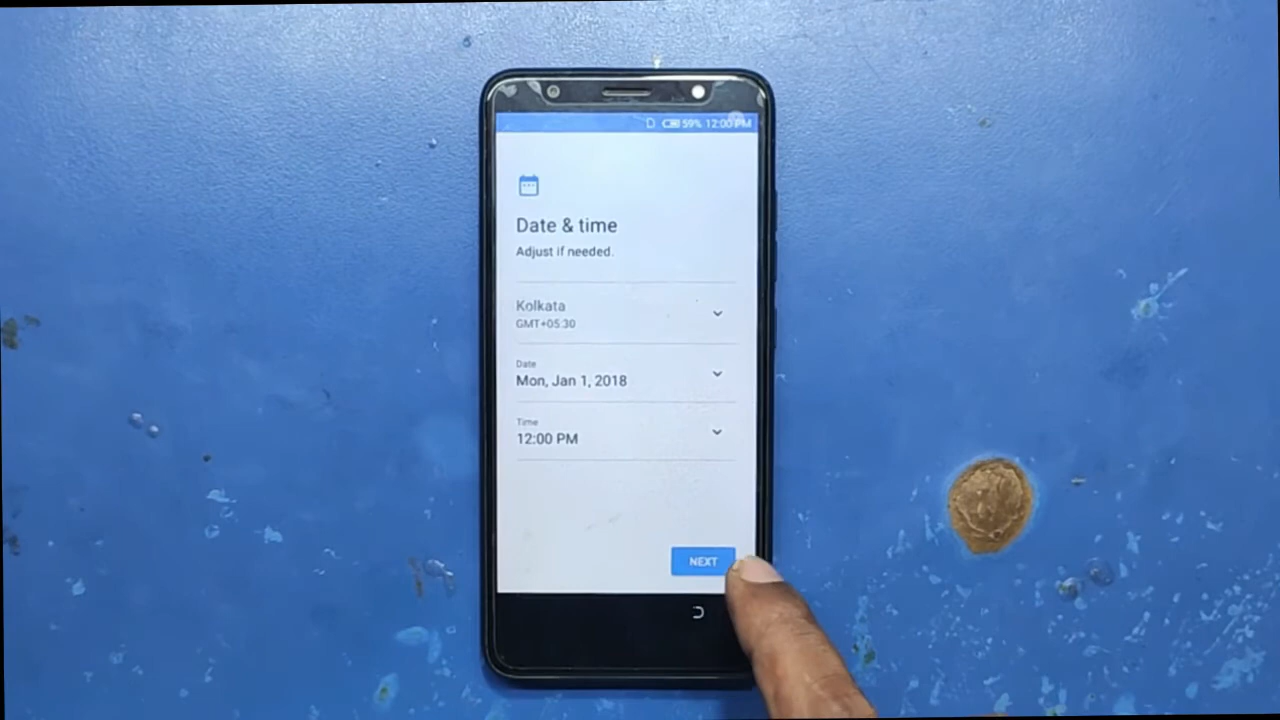 59% 12:00 PM
Date & time
Adjust if needed.
Kolkata
GMT+05:30
Date
Mon, Jan 1, 2018
Time
12:00 PM
NEXT